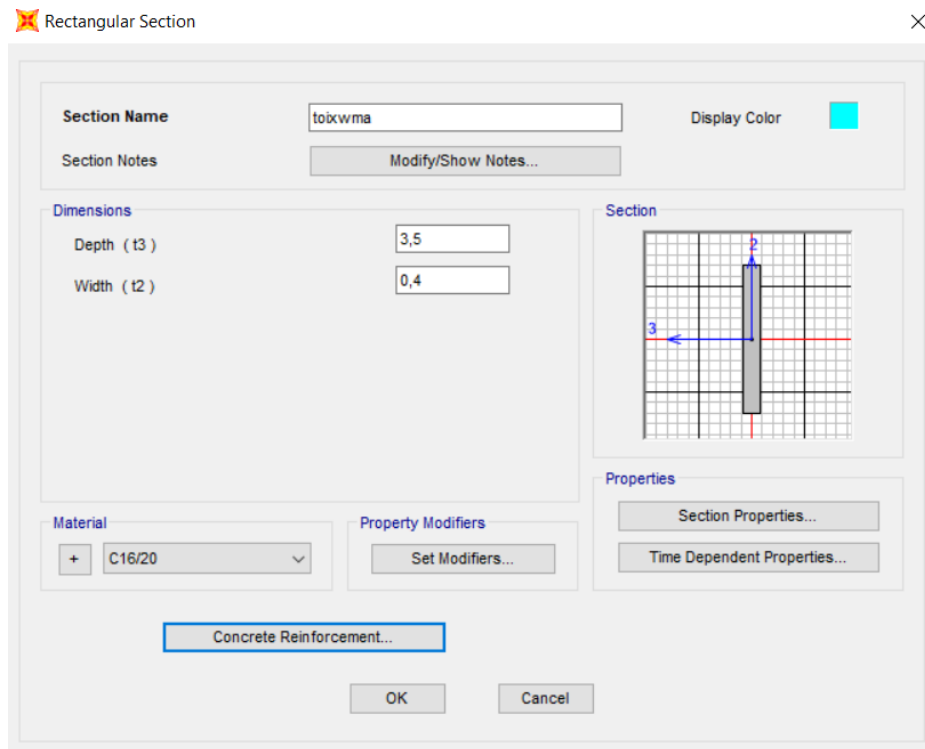 Rectangular Section
Section Name
toixwma
Display Color
Section Notes
Modify/Show Notes...
Dimensions
Depth ( t3 )
3,5
Width ( t2 )
0,4
Section
2
3
Properties
Section Properties...
Time Dependent Properties...
Material
+
C16/20
Property Modifiers
Set Modifiers...
Concrete Reinforcement...
OK
Cancel